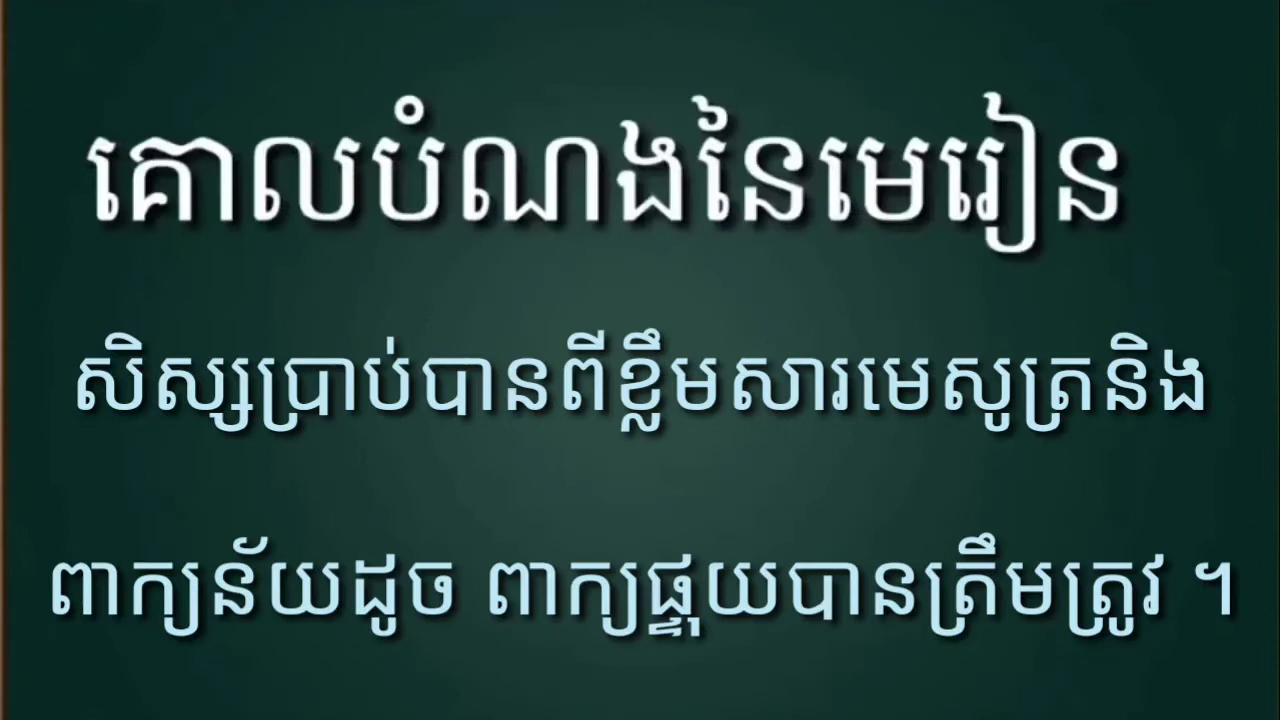 គោលបំណងនៃមេរៀន
សិស្សប្រាប់បានពីខ្លឹមសារមេសូត្រនិង
ពាក្យន័យដូច ពាក្យផ្ទុយបានត្រឹមត្រូវ ។